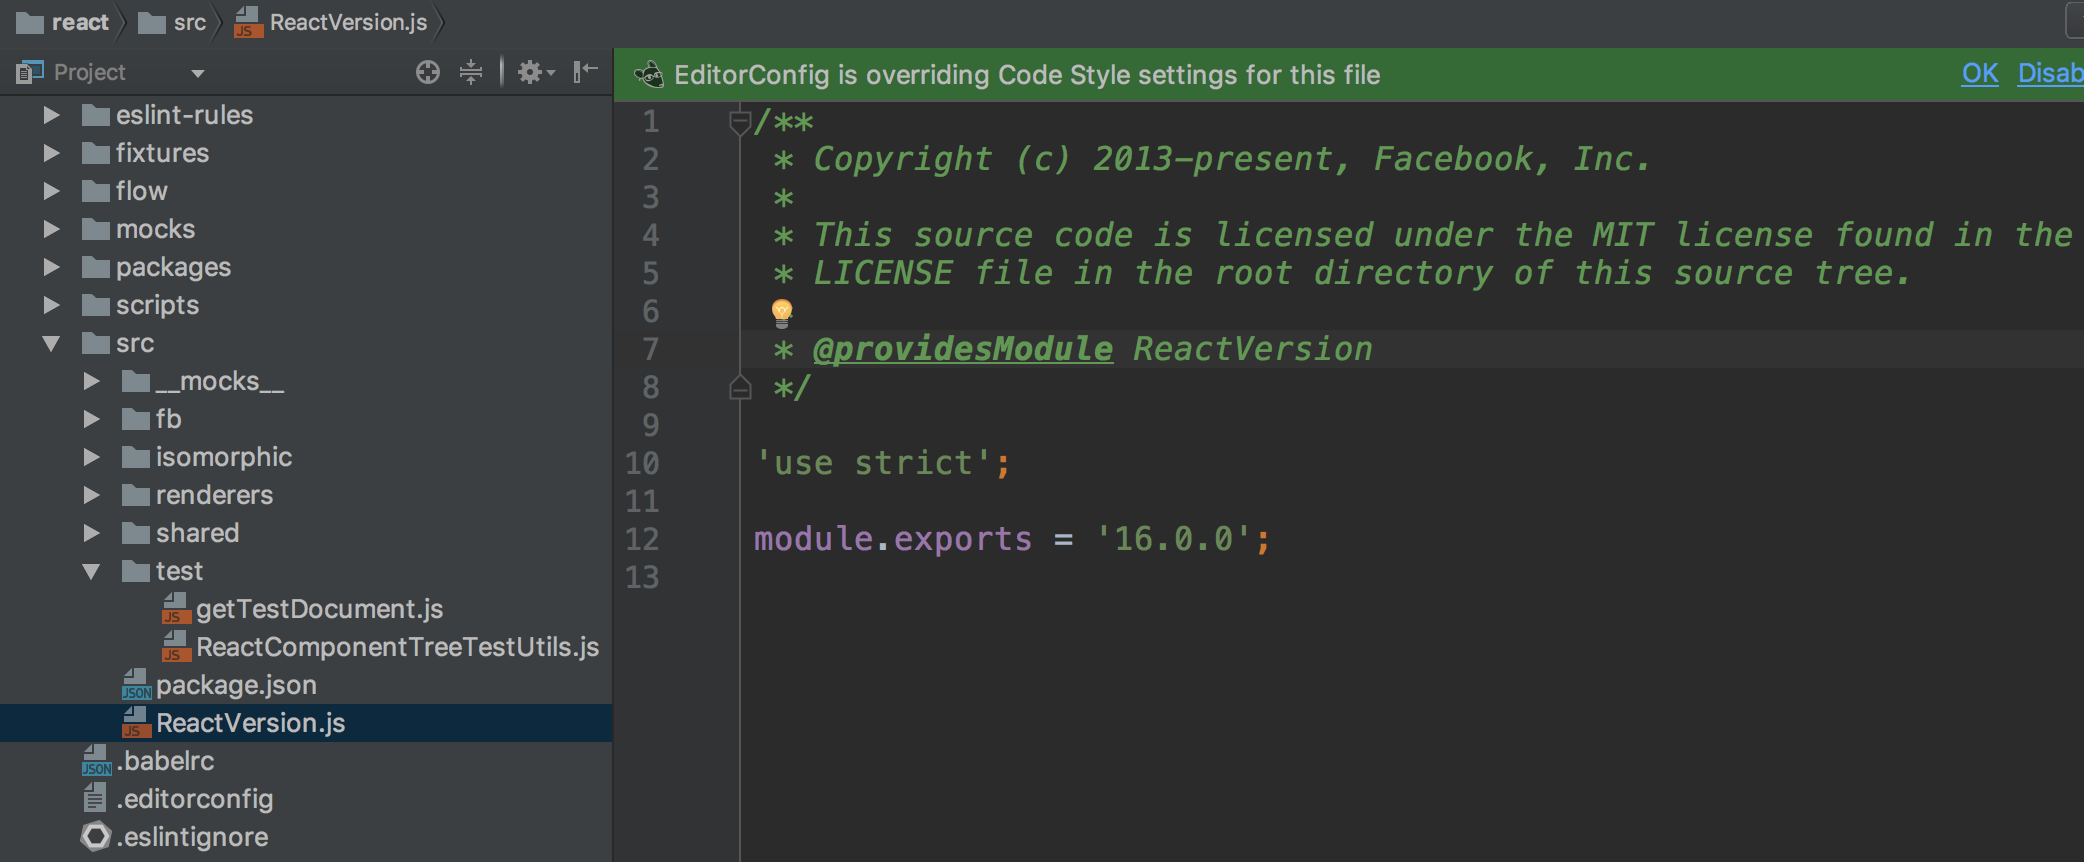 react src ReactVersion.js
Project
eslint-rules
fixtures
flow
mocks
packages
scripts
src
__mocks__
fb
isomorphic
renderers
shared
test
getTestDocument.js
ReactComponentTreeTestUtils.js
package.json
ReactVersion.js
.babelrc
.editorconfig
.eslintignore
EditorConfig is overriding Code Style settings for this file OK Disab
1 /**
2 * Copyright (c) 2013-present, Facebook, Inc.
3 *
4 * This source code is licensed under the MIT license found in the
5 * LICENSE file in the root directory of this source tree.
6
7 * @providesModule ReactVersion
8 */
9
10 'use strict';
11
12 module.exports = '16.0.0';
13